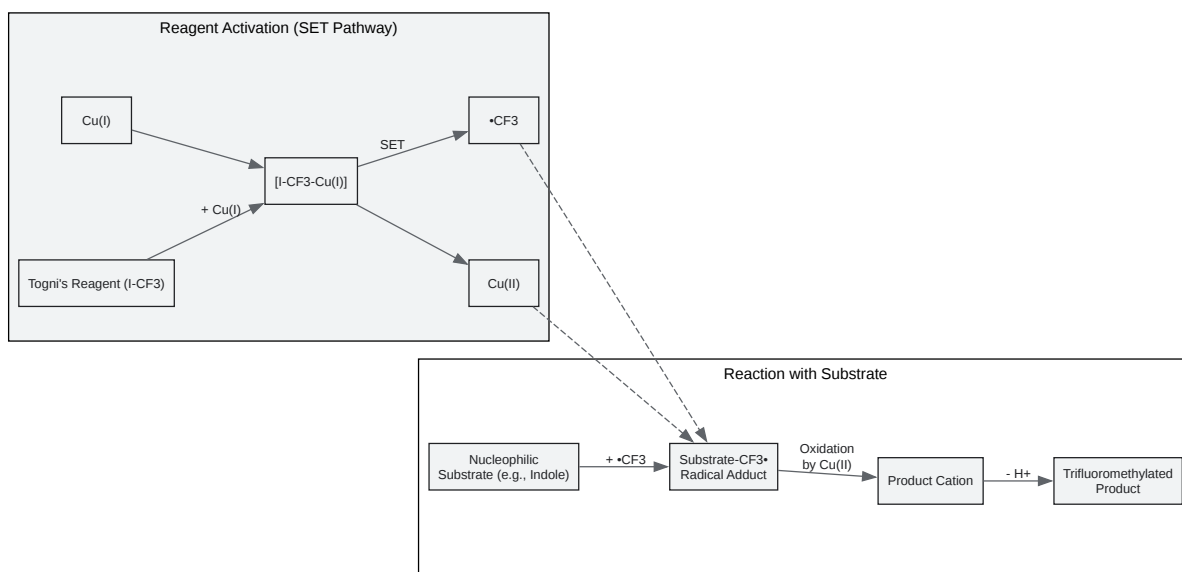 Reagent Activation (SET Pathway)
Cu(I)
•CF3
SET
[I-CF3-Cu(I)]
+ Cu(I)
Togni's Reagent (I-CF3)
Cu(II)
Reaction with Substrate
Nucleophilic
Substrate (e.g., Indole)
+ •CF3
Substrate-CF3•
Radical Adduct
Oxidation
by Cu(II)
Product Cation
- H+
Trifluoromethylated
Product